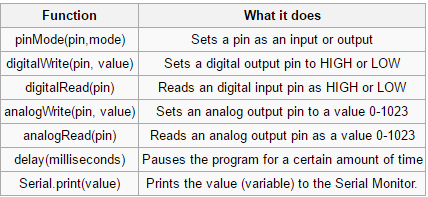 Function What it does
pinMode(pin,mode) Sets a pin as an input or output
digitalWrite(pin, value) Sets a digital output pin to HIGH or LOW
digitalRead(pin) Reads an digital input pin as HIGH or LOW
analogWrite(pin, value) Sets an analog output pin to a value 0-1023
analogRead(pin) Reads an analog output pin as a value 0-1023
delay(milliseconds) Pauses the program for a certain amount of time
Serial.print(value) Prints the value (variable) to the Serial Monitor.